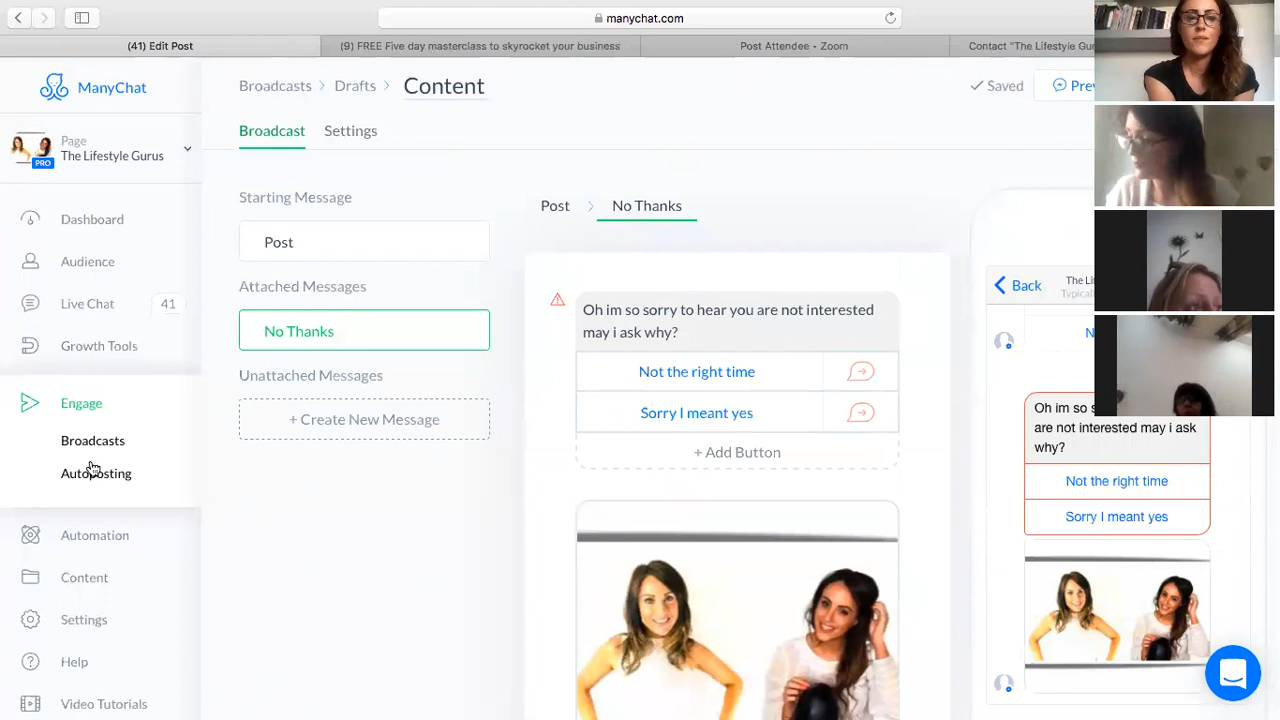 manychat.com
(41) Edit Post
(9) FREE Five day masterclass to skyrocket your business
Post Attendee - Zoom
Contact "The Lifestyle Gu
ManyChat
Broadcasts
Drafts
Content
Saved
Prev
Page
The Lifestyle Gurus
PRO
Broadcast
Settings
Dashboard
Audience
Live Chat
41
Growth Tools
Engage
Broadcasts
Autoposting
Automation
Content
Settings
Help
Video Tutorials
Starting Message
Post
Attached Messages
No Thanks
Unattached Messages
+ Create New Message
Post
No Thanks
Oh im so sorry to hear you are not interested
may i ask why?
Not the right time
Sorry I meant yes
+ Add Button
Back
The Li
Typical
N
Oh im so s
are not interested may i ask
why?
Not the right time
Sorry I meant yes